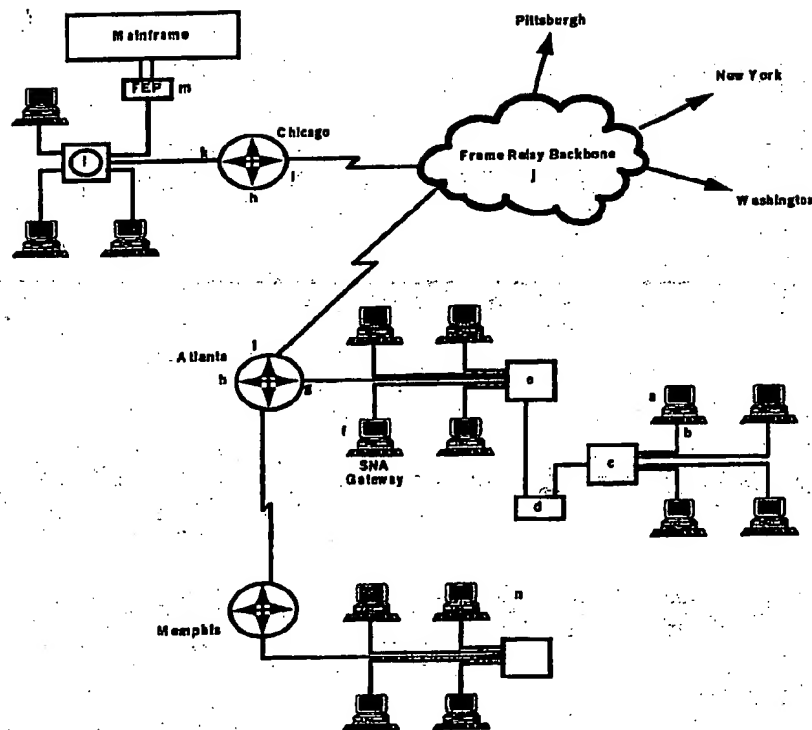 Mainframe
FEP m
Pittsburgh
New York
Washington
Chicago
Frame Relay Backbone
j
k
h
Atlanta
h
g
f
SNA
Gateway
e
a
b
c
d
Memphis
n